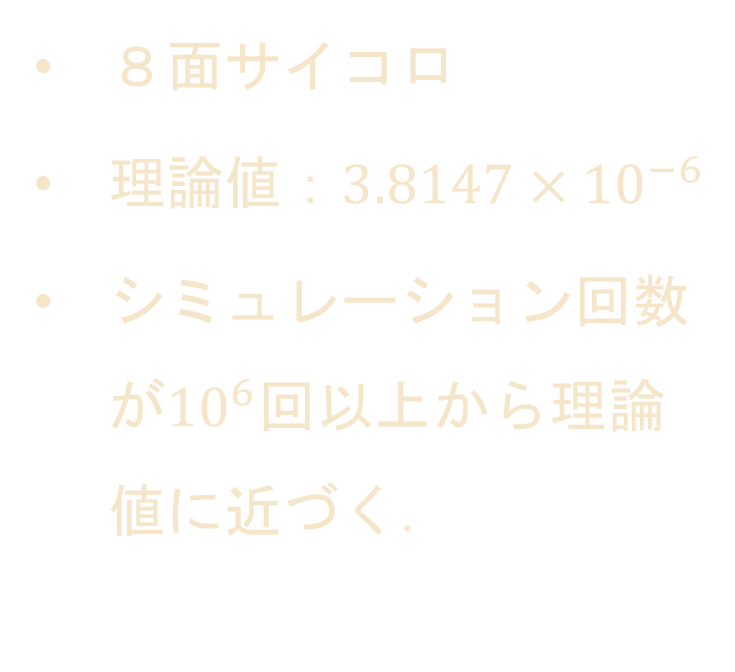 • ８面サイコロ
• 理論値：3.8147 × 10⁻⁶
• シミュレーション回数
が10⁶回以上から理論
値に近づく．